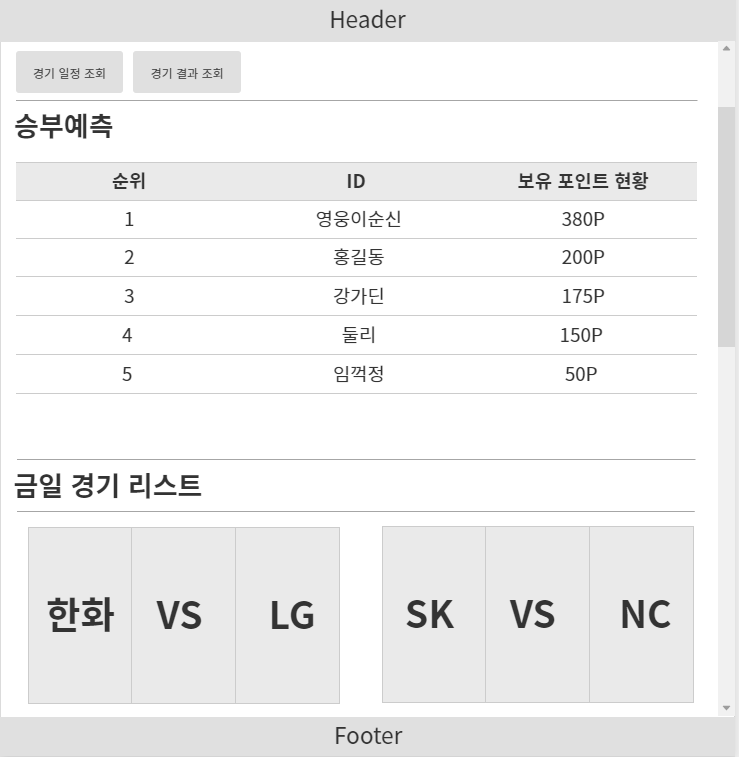 Header
경기 일정 조회 경기 결과 조회
승부예측
순위 ID 보유 포인트 현황
1 영웅이순신 380P
2 홍길동 200P
3 강가딘 175P
4 둘리 150P
5 임꺽정 50P
금일 경기 리스트
한화 VS LG SK VS NC
Footer